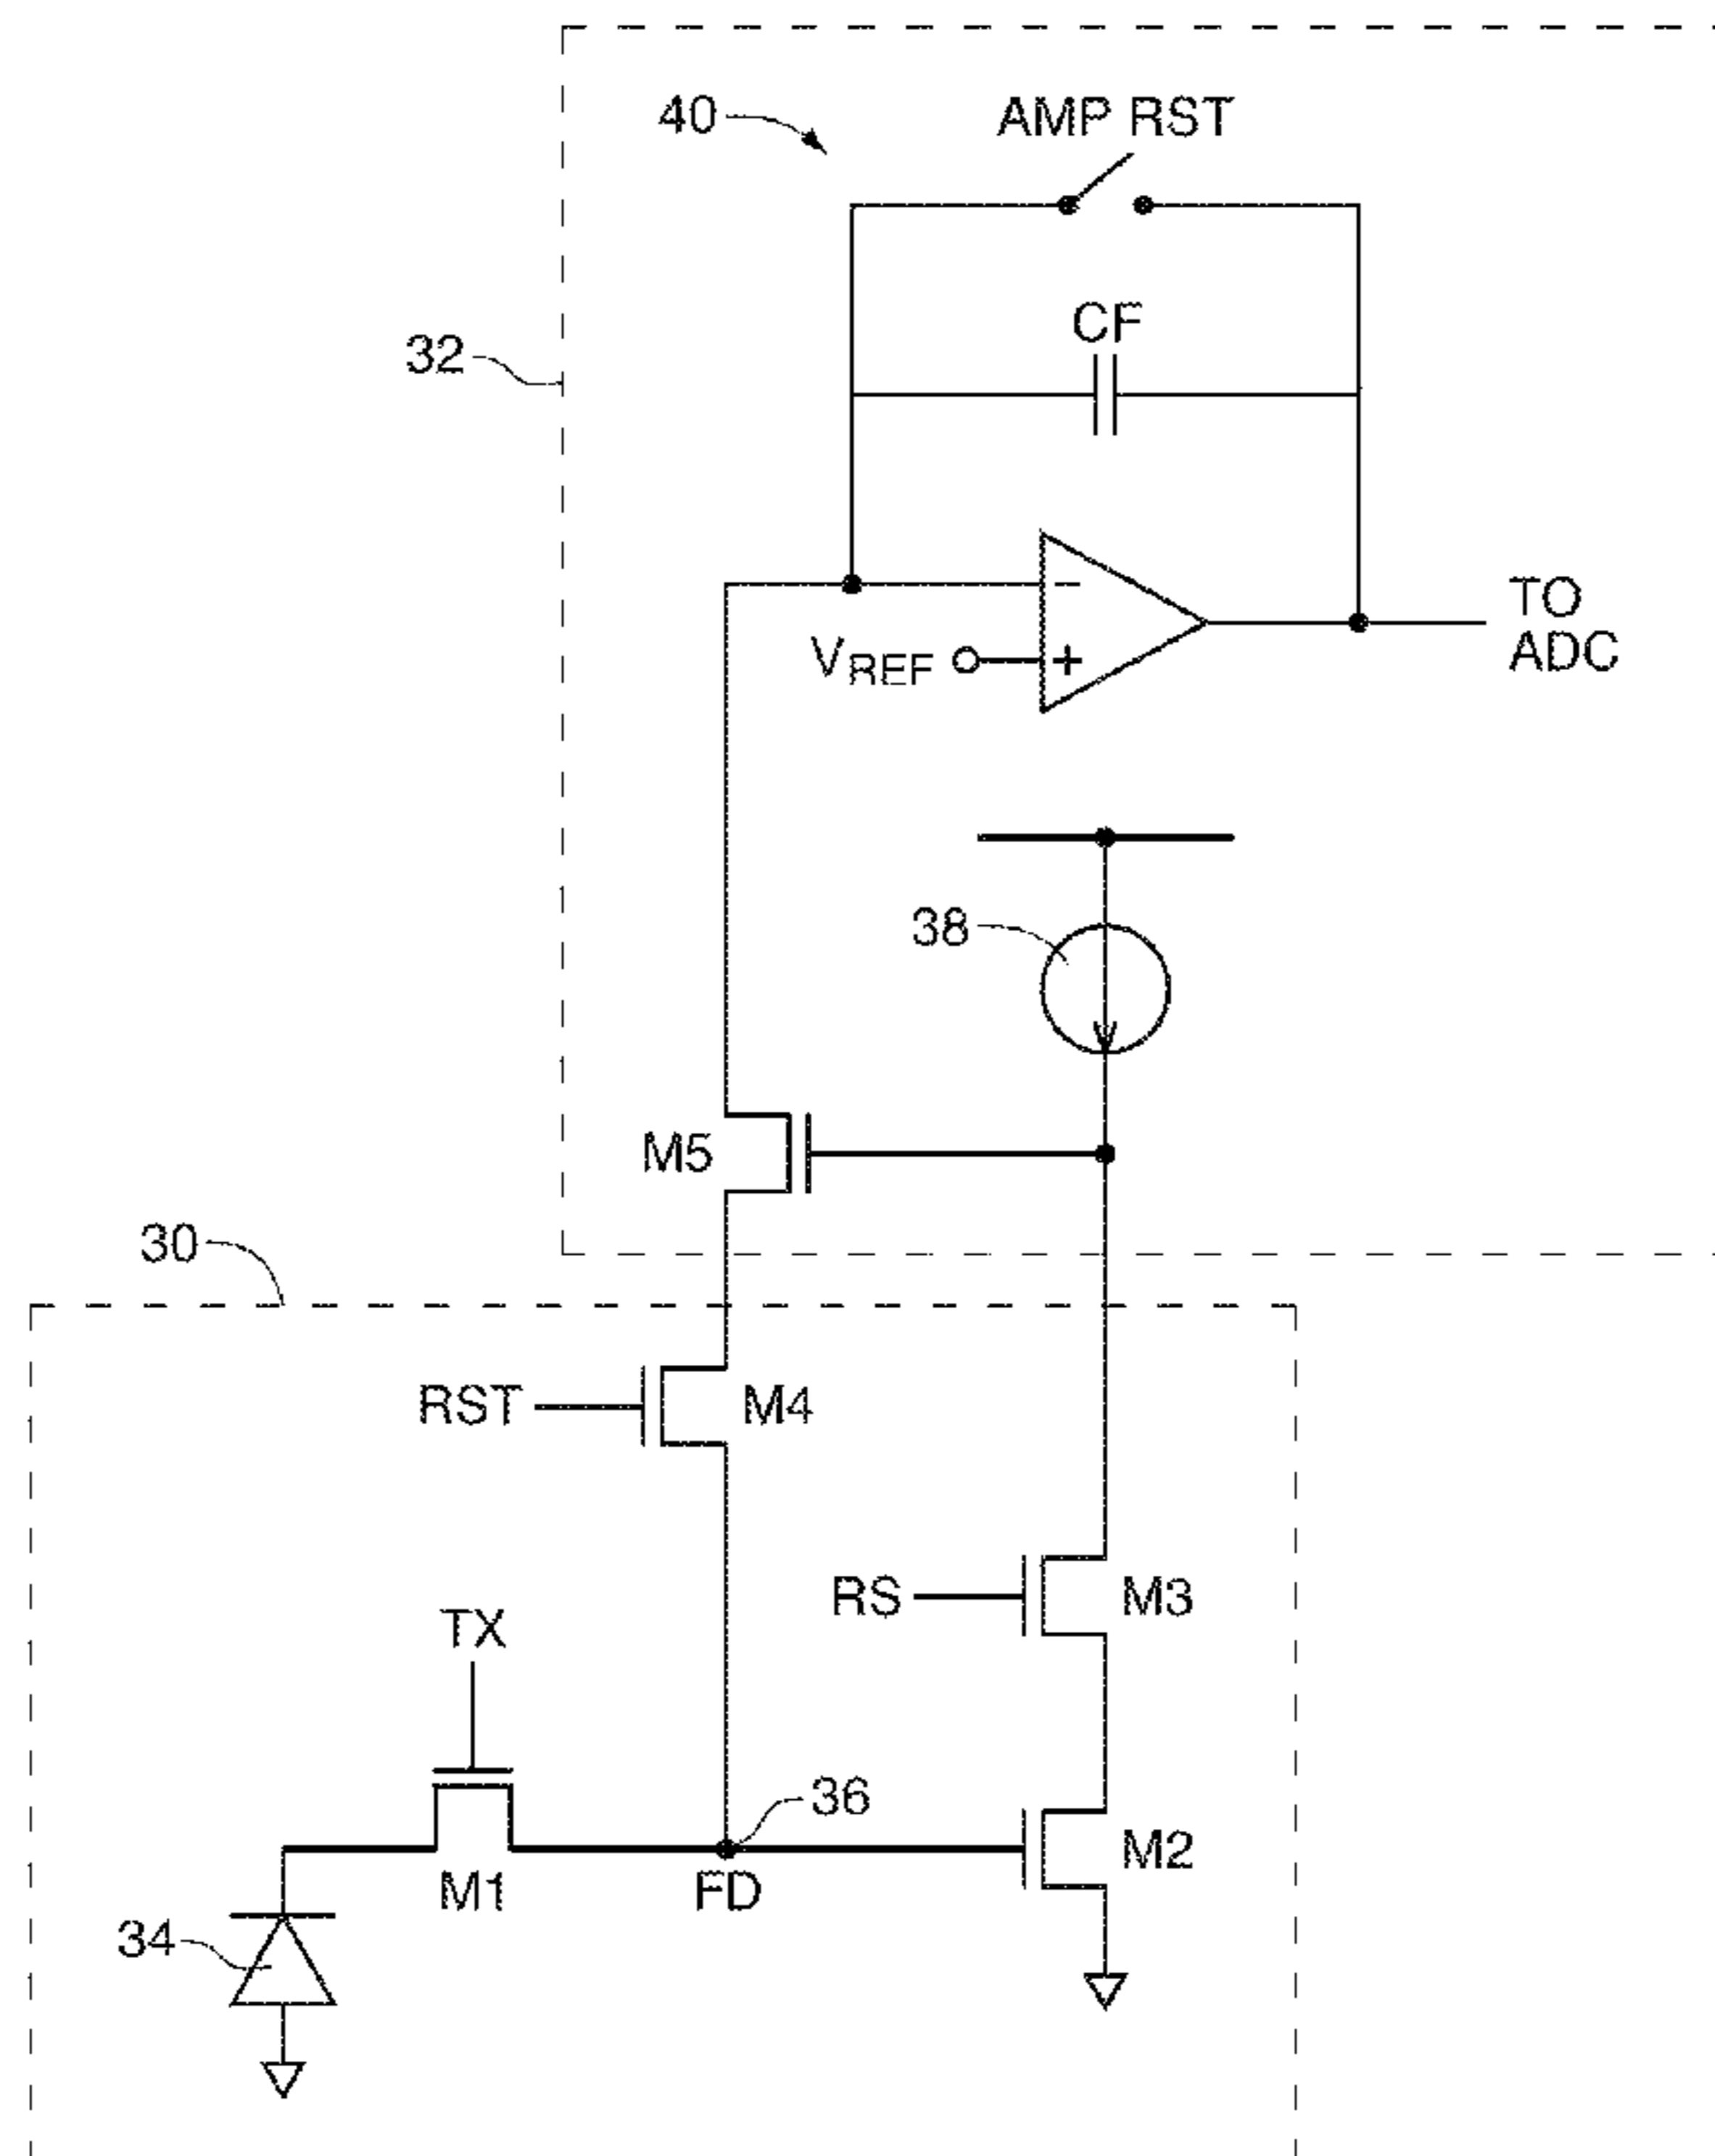 40
AMP RST
32
CF
−
VREF
+
TO
ADC
38
M5
30
RST
M4
RS
M3
TX
36
M2
M1
FD
34